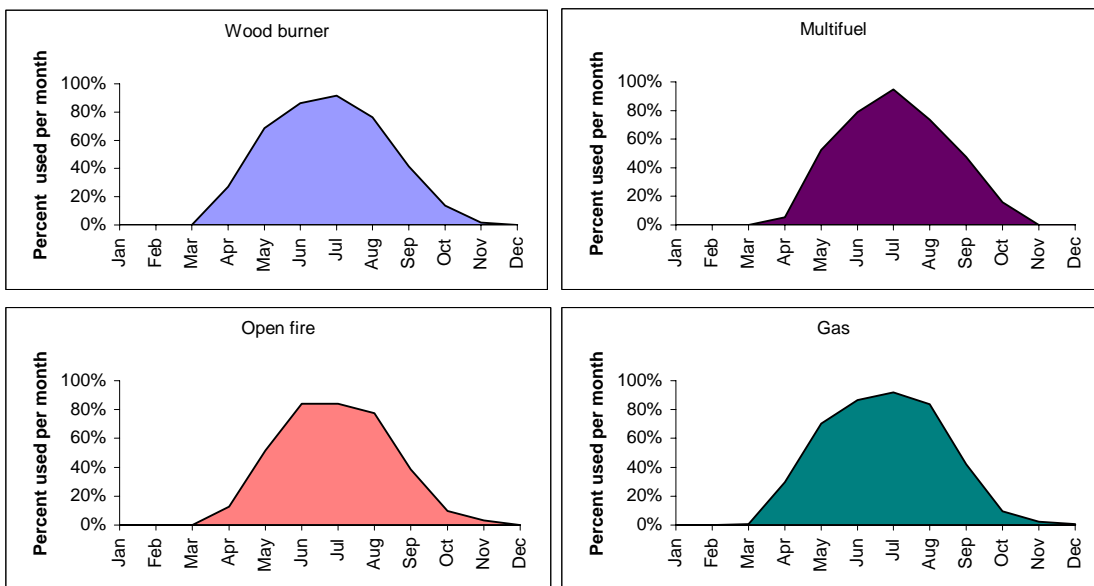 Wood burner
Percent  used per month
100%
80%
60%
40%
20%
0%
Jan
Feb
Mar
Apr
May
Jun
Jul
Aug
Sep
Oct
Nov
Dec
Multifuel
Percent used per month
100%
80%
60%
40%
20%
0%
Jan
Feb
Mar
Apr
May
Jun
Jul
Aug
Sep
Oct
Nov
Dec
Open fire
Percent used per month
100%
80%
60%
40%
20%
0%
Jan
Feb
Mar
Apr
May
Jun
Jul
Aug
Sep
Oct
Nov
Dec
Gas
Percent used per month
100%
80%
60%
40%
20%
0%
Jan
Feb
Mar
Apr
May
Jun
Jul
Aug
Sep
Oct
Nov
Dec